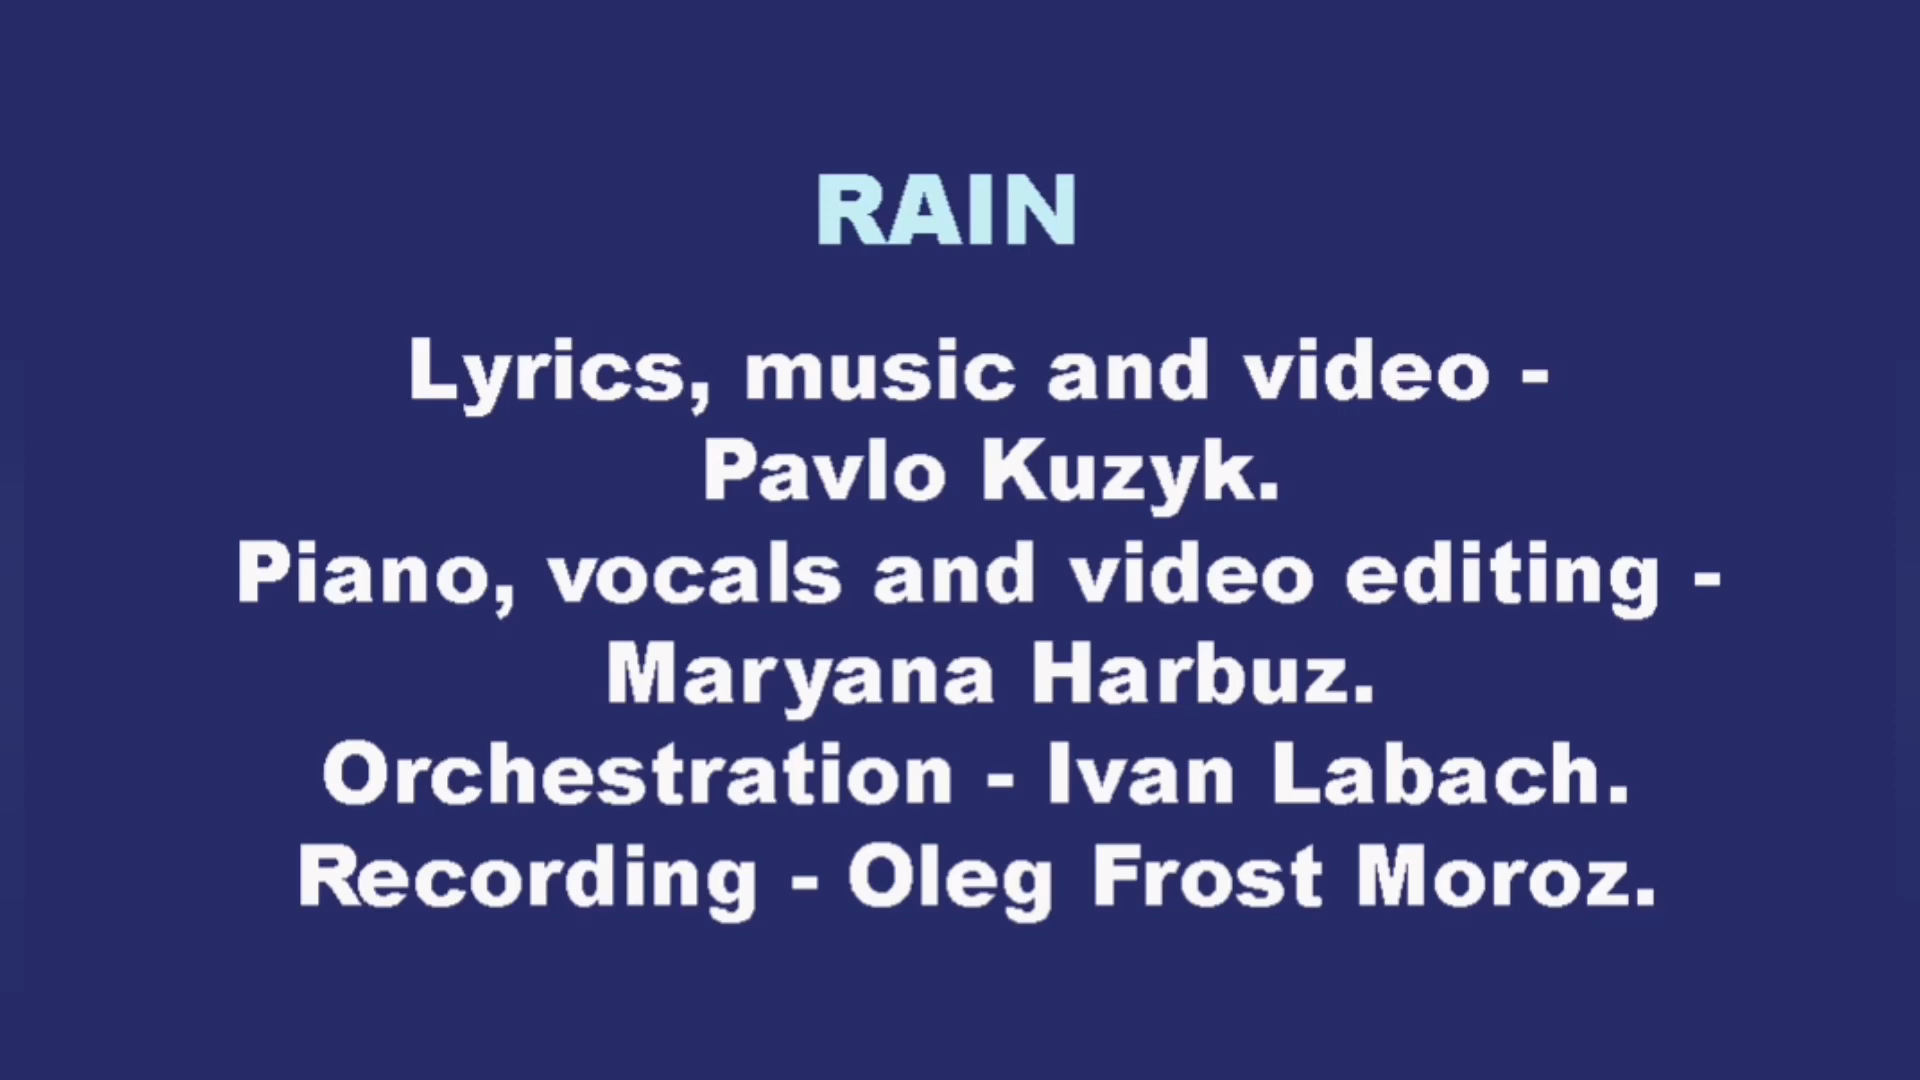 RAIN
Lyrics, music and video -
Pavlo Kuzyk.
Piano, vocals and video editing -
Maryana Harbuz.
Orchestration - Ivan Labach.
Recording - Oleg Frost Moroz.